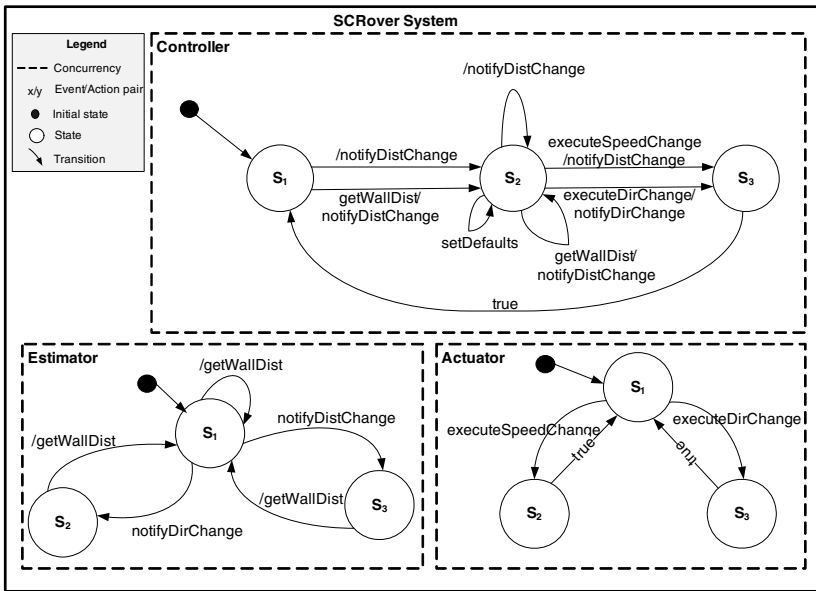 SCRover System
Legend
Concurrency
x/y Event/Action pair
Initial state
State
Transition
Controller
/notifyDistChange
S1
/notifyDistChange
getWallDist/
notifyDistChange
S2
setDefaults
getWallDist/
notifyDistChange
executeSpeedChange
/notifyDistChange
executeDirChange/
notifyDirChange
S3
true
Estimator
/getWallDist
S1
notifyDistChange
/getWallDist
/getWallDist
S2
S3
notifyDirChange
Actuator
S1
executeSpeedChange
executeDirChange
true
true
S2
S3